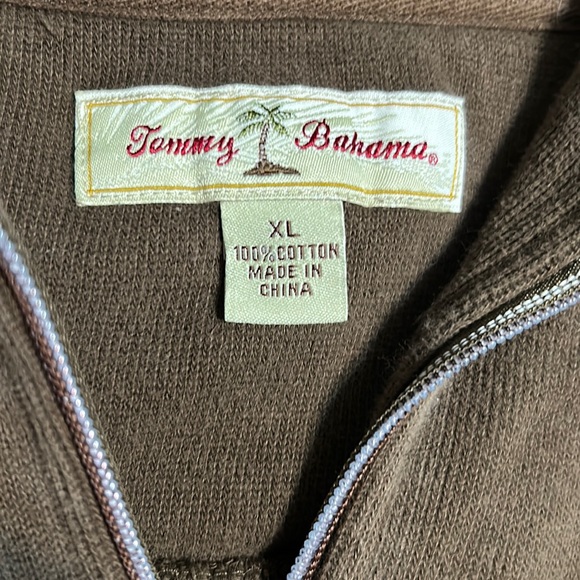 Tommy Bahama®
XL
100% COTTON
MADE IN
CHINA